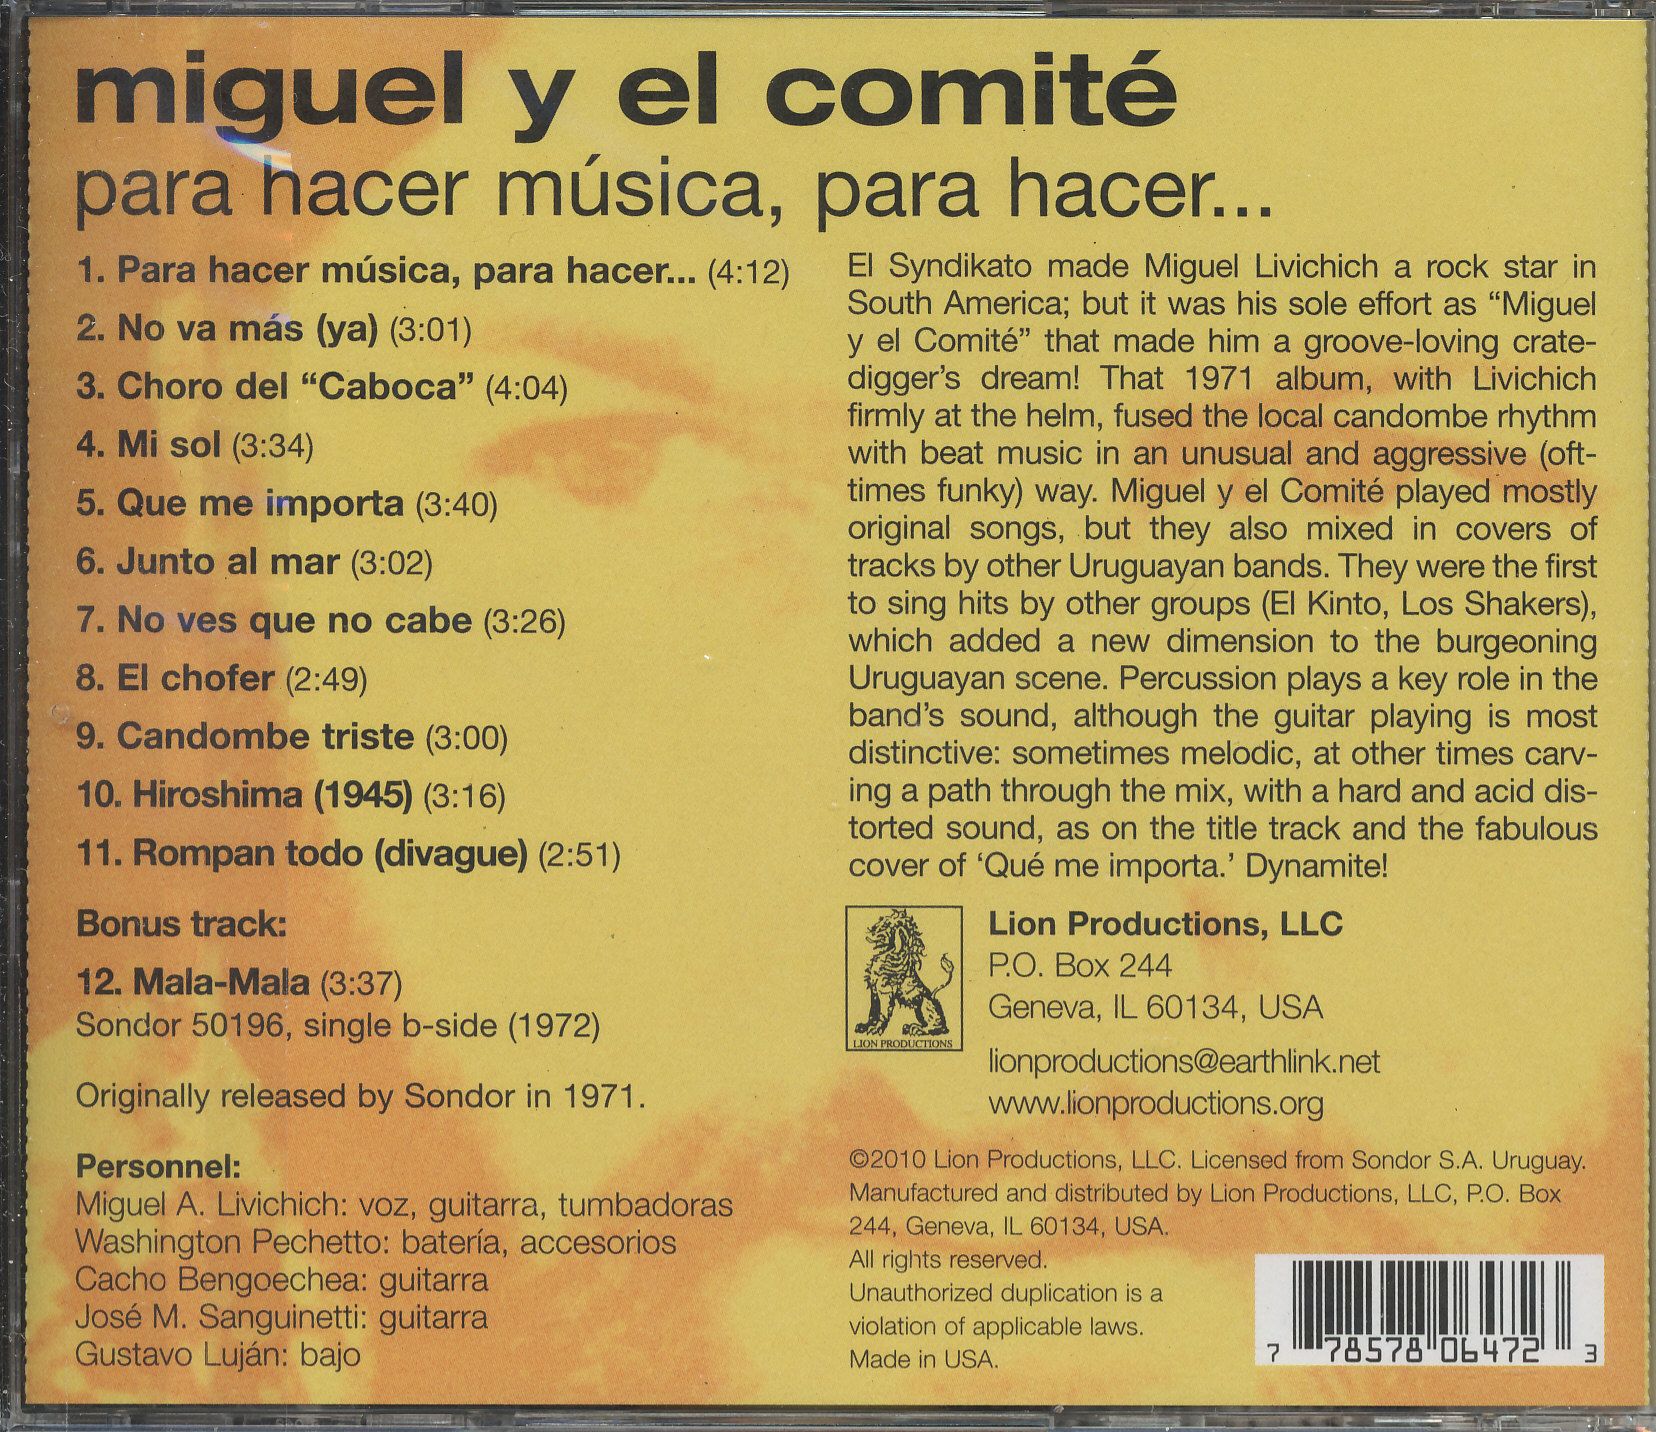 miguel y el comité
para hacer música, para hacer...
1. Para hacer música, para hacer... (4:12)
2. No va más (ya) (3:01)
3. Choro del “Caboca” (4:04)
4. Mi sol (3:34)
5. Que me importa (3:40)
6. Junto al mar (3:02)
7. No ves que no cabe (3:26)
8. El chofer (2:49)
9. Candombe triste (3:00)
10. Hiroshima (1945) (3:16)
11. Rompan todo (divague) (2:51)
Bonus track:
12. Mala-Mala (3:37)
Sondor 50196, single b-side (1972)
Originally released by Sondor in 1971.
Personnel:
Miguel A. Livichich: voz, guitarra, tumbadoras
Washington Pechetto: batería, accesorios
Cacho Bengoechea: guitarra
José M. Sanguinetti: guitarra
Gustavo Luján: bajo
El Syndikato made Miguel Livichich a rock star in
South America; but it was his sole effort as “Miguel
y el Comité” that made him a groove-loving crate-
digger’s dream! That 1971 album, with Livichich
firmly at the helm, fused the local candombe rhythm
with beat music in an unusual and aggressive (oft-
times funky) way. Miguel y el Comité played mostly
original songs, but they also mixed in covers of
tracks by other Uruguayan bands. They were the first
to sing hits by other groups (El Kinto, Los Shakers),
which added a new dimension to the burgeoning
Uruguayan scene. Percussion plays a key role in the
band’s sound, although the guitar playing is most
distinctive: sometimes melodic, at other times carv-
ing a path through the mix, with a hard and acid dis-
torted sound, as on the title track and the fabulous
cover of ‘Qué me importa.’ Dynamite!
LION PRODUCTIONS
Lion Productions, LLC
P.O. Box 244
Geneva, IL 60134, USA
lionproductions@earthlink.net
www.lionproductions.org
©2010 Lion Productions, LLC. Licensed from Sondor S.A. Uruguay.
Manufactured and distributed by Lion Productions, LLC, P.O. Box
244, Geneva, IL 60134, USA.
All rights reserved.
Unauthorized duplication is a
violation of applicable laws.
Made in USA.
7 78578 06472 3